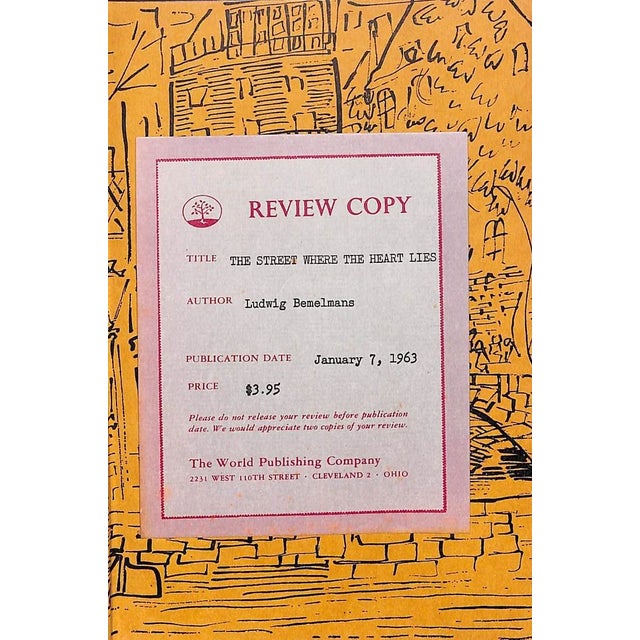 REVIEW COPY
TITLE THE STREET WHERE THE HEART LIES
AUTHOR Ludwig Bemelmans
PUBLICATION DATE January 7, 1963
PRICE $3.95
Please do not release your review before publication
date. We would appreciate two copies of your review.
The World Publishing Company
2231 WEST 110TH STREET · CLEVELAND 2 · OHIO